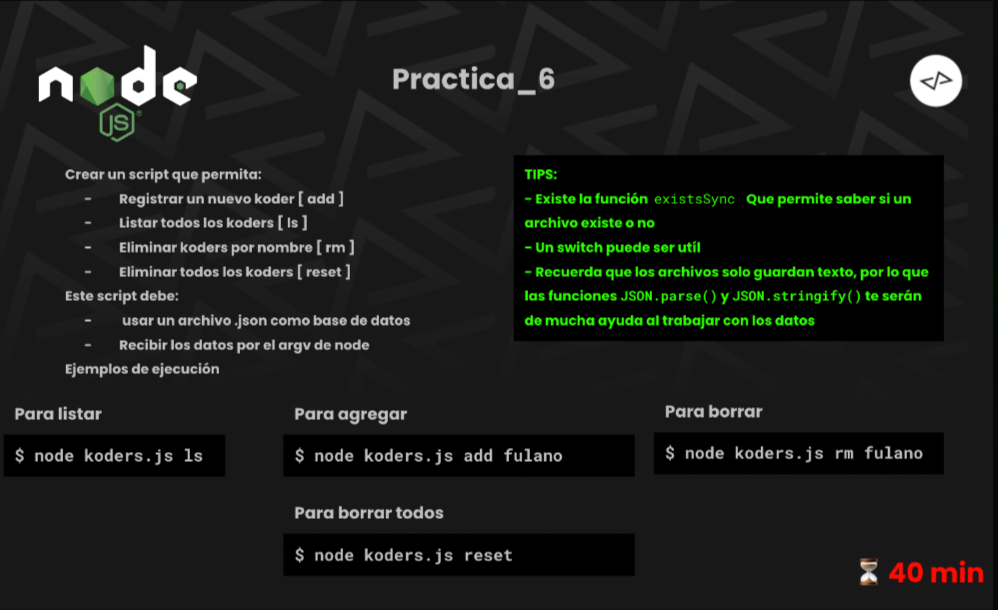 node
JS
Practica_6
</>
Crear un script que permita:
- Registrar un nuevo koder [ add ]
- Listar todos los koders [ ls ]
- Eliminar koders por nombre [ rm ]
- Eliminar todos los koders [ reset ]
Este script debe:
- usar un archivo .json como base de datos
- Recibir los datos por el argv de node
Ejemplos de ejecución
TIPS:
- Existe la función existsSync Que permite saber si un
archivo existe o no
- Un switch puede ser utíl
- Recuerda que los archivos solo guardan texto, por lo que
las funciones JSON.parse() y JSON.stringify() te serán
de mucha ayuda al trabajar con los datos
Para listar
$ node koders.js ls
Para agregar
$ node koders.js add fulano
Para borrar
$ node koders.js rm fulano
Para borrar todos
$ node koders.js reset
⏳ 40 min